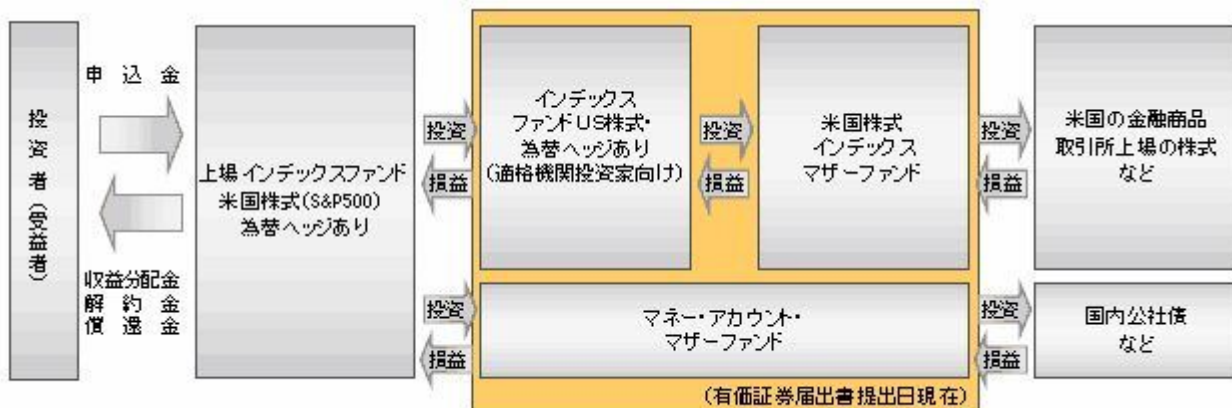 投資者(受益者)
申込金
収益分配金
解約金
償還金
上場インデックスファンド
米国株式(S&P500)
為替ヘッジあり
投資
損益
投資
損益
インデックス
ファンドUS株式・
為替ヘッジあり
(適格機関投資家向け)
投資
損益
米国株式
インデックス
マザーファンド
投資
損益
米国の金融商品
取引所上場の株式
など
マネー・アカウント・
マザーファンド
投資
損益
国内公社債
など
(有価証券届出書提出日現在)